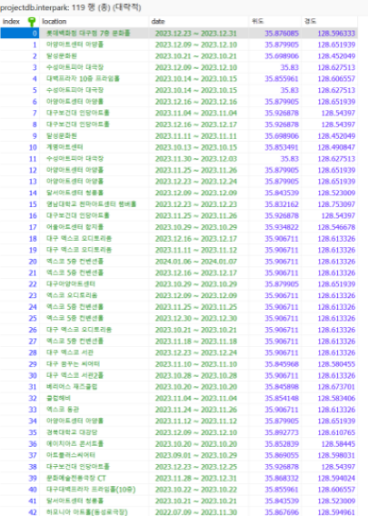 projectdb.interpark: 119 행 (총) (대략적)
index location date 위도 경도
0 롯데백화점 대구점 7층 문화홀 2023.12.23 ~ 2023.12.31 35.876085 128.596333
1 아양아트센터 아양홀 2023.12.09 ~ 2023.12.10 35.879905 128.651939
2 달성문화원 2023.10.21 ~ 2023.10.21 35.698906 128.452049
3 수성아트피아 대극장 2023.12.09 ~ 2023.12.09 35.83 128.627513
4 대백프라자 10층 프라임홀 2023.10.14 ~ 2023.10.15 35.855961 128.606557
5 수성아트피아 대극장 2023.10.14 ~ 2023.10.15 35.83 128.627513
6 아양아트센터 아양홀 2023.12.16 ~ 2023.12.16 35.879905 128.651939
7 대구보건대 인당아트홀 2023.11.04 ~ 2023.11.04 35.926878 128.54397
8 대구보건대 인당아트홀 2023.12.16 ~ 2023.12.17 35.926878 128.54397
9 달성문화원 2023.11.11 ~ 2023.11.11 35.698906 128.452049
10 계명아트센터 2023.10.13 ~ 2023.10.15 35.853491 128.490847
11 수성아트피아 대극장 2023.11.30 ~ 2023.12.03 35.83 128.627513
12 아양아트센터 아양홀 2023.11.25 ~ 2023.11.26 35.879905 128.651939
13 아양아트센터 아양홀 2023.12.23 ~ 2023.12.24 35.879905 128.651939
14 달서아트센터 청룡홀 2023.12.09 ~ 2023.12.09 35.843539 128.523009
15 영남대학교 천마아트센터 챔버홀 2023.12.23 ~ 2023.12.23 35.832162 128.753097
16 대구보건대 인당아트홀 2023.11.25 ~ 2023.11.26 35.926878 128.54397
17 어울아트센터 함지홀 2023.10.29 ~ 2023.10.29 35.934822 128.546678
18 대구 엑스코 오디토리움 2023.12.16 ~ 2023.12.17 35.906711 128.613326
19 대구 엑스코 오디토리움 2023.11.11 ~ 2023.11.12 35.906711 128.613326
20 엑스코 5층 컨벤션홀 2024.01.06 ~ 2024.01.07 35.906711 128.613326
21 엑스코 5층 컨벤션홀 2023.12.16 ~ 2023.12.17 35.906711 128.613326
22 대구아양아트센터 2023.10.29 ~ 2023.10.29 35.879905 128.651939
23 엑스코 오디토리움 2023.12.09 ~ 2023.12.09 35.906711 128.613326
24 엑스코 5층 컨벤션홀 2023.11.25 ~ 2023.11.25 35.906711 128.613326
25 엑스코 5층 컨벤션홀 2023.12.30 ~ 2023.12.30 35.906711 128.613326
26 대구 엑스코 오디토리움 2023.10.21 ~ 2023.10.21 35.906711 128.613326
27 엑스코 5층 컨벤션홀 2023.11.18 ~ 2023.11.18 35.906711 128.613326
28 대구 엑스코 서관 2023.12.23 ~ 2023.12.24 35.906711 128.613326
29 대구 꿈꾸는 씨어터 2023.11.10 ~ 2023.11.10 35.845968 128.580455
30 대구 엑스코 서관2홀 2023.10.28 ~ 2023.10.28 35.906711 128.613326
31 베리어스 재즈클럽 2023.10.20 ~ 2023.10.20 35.845898 128.673701
32 클럽헤비 2023.11.04 ~ 2023.11.04 35.854148 128.583406
33 엑스코 동관 2023.11.24 ~ 2023.11.26 35.906711 128.613326
34 아양아트센터 아양홀 2023.11.12 ~ 2023.11.12 35.879905 128.651939
35 경북대학교 대강당 2023.12.09 ~ 2023.12.10 35.892773 128.610765
36 에이치아츠 콘서트홀 2023.10.20 ~ 2023.10.20 35.852839 128.58445
37 아트플러스씨어터 2023.09.01 ~ 2023.10.29 35.869055 128.598031
38 대구보건대 인당아트홀 2023.12.23 ~ 2023.12.25 35.926878 128.54397
39 문화예술전용극장 CT 2023.11.28 ~ 2023.12.31 35.868332 128.594024
40 대구대백프라자 프라임홀(10층) 2023.10.22 ~ 2023.10.22 35.855961 128.606557
41 달서아트센터 청룡홀 2023.10.21 ~ 2023.10.21 35.843539 128.523009
42 하모니아 아트홀(동성로극장) 2022.07.09 ~ 2023.11.30 35.867696 128.594961